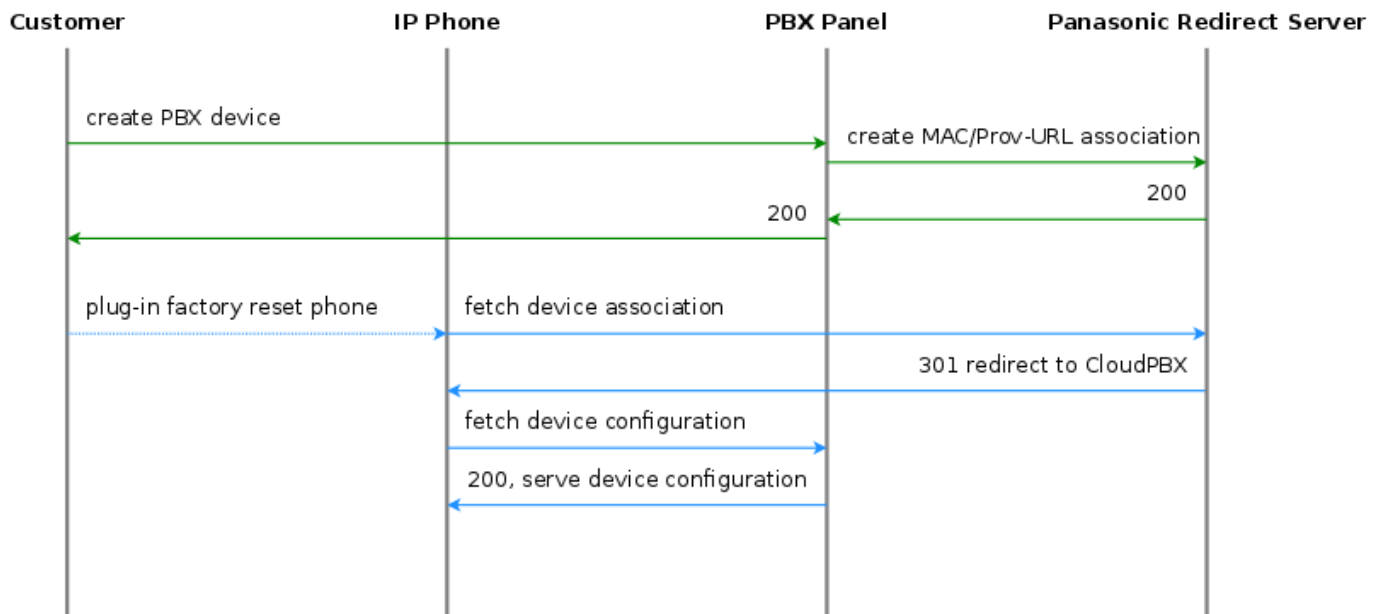 Customer
IP Phone
PBX Panel
Panasonic Redirect Server
create PBX device
create MAC/Prov-URL association
200
200
plug-in factory reset phone
fetch device association
301 redirect to CloudPBX
fetch device configuration
200, serve device configuration